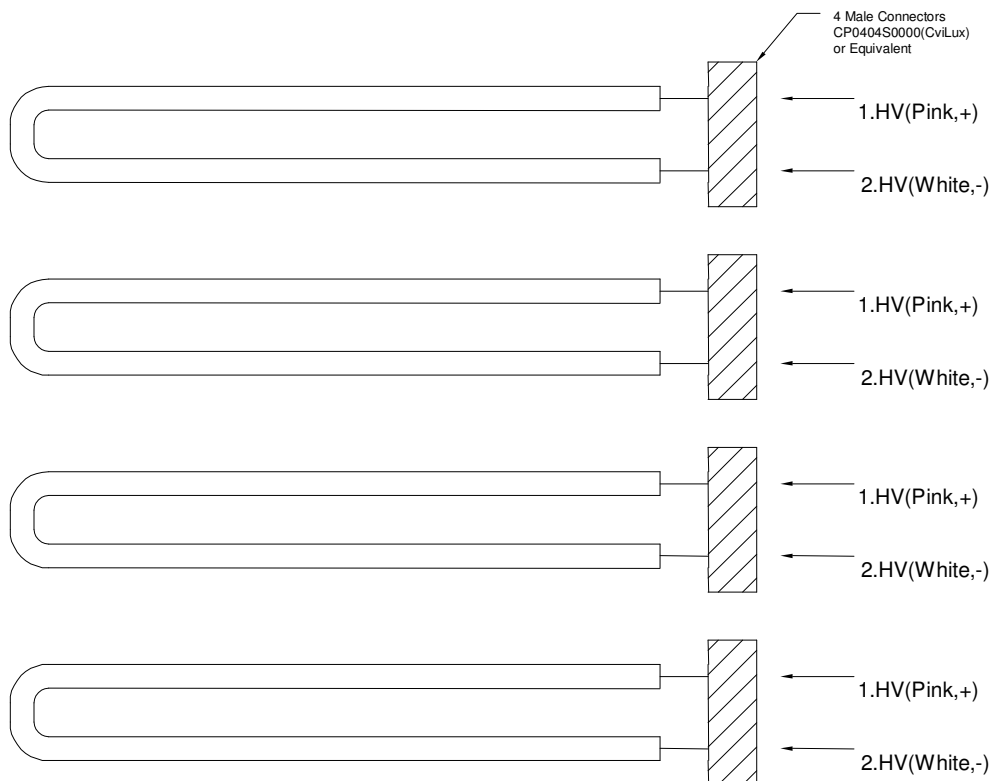 4 Male Connectors
CP0404S0000(CviLux)
or Equivalent
1.HV(Pink,+)
2.HV(White,-)
1.HV(Pink,+)
2.HV(White,-)
1.HV(Pink,+)
2.HV(White,-)
1.HV(Pink,+)
2.HV(White,-)